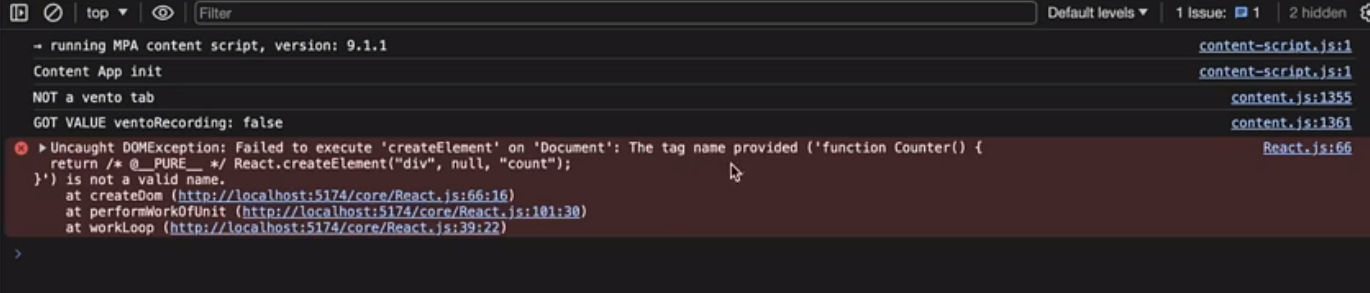 top ▼ Filter Default levels ▼ 1 Issue: 1 2 hidden
→ running MPA content script, version: 9.1.1 content-script.js:1
Content App init content-script.js:1
NOT a vento tab content.js:1355
GOT VALUE ventoRecording: false content.js:1361
▶Uncaught DOMException: Failed to execute 'createElement' on 'Document': The tag name provided ('function Counter() { React.js:66
return /* @__PURE__ */ React.createElement("div", null, "count");
}') is not a valid name.
at createDom (http://localhost:5174/core/React.js:66:16)
at performWorkOfUnit (http://localhost:5174/core/React.js:101:30)
at workLoop (http://localhost:5174/core/React.js:39:22)
>